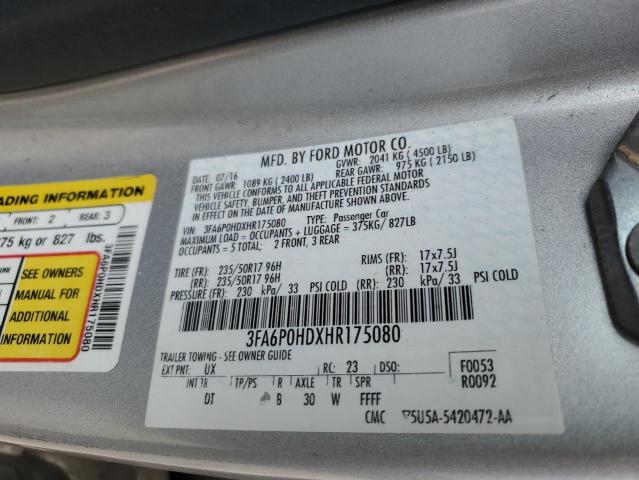 MFD. BY FORD MOTOR CO.
DATE: 07/16 GVWR: 2041 KG ( 4500 LB)
FRONT GAWR: 1089 KG ( 2400 LB) REAR GAWR: 975 KG ( 2150 LB)
THIS VEHICLE CONFORMS TO ALL APPLICABLE FEDERAL MOTOR
VEHICLE SAFETY, BUMPER, AND THEFT PREVENTION STANDARDS
IN EFFECT ON THE DATE OF MANUFACTURE SHOWN ABOVE.
VIN: 3FA6P0HDXHR175080 TYPE: Passenger Car
MAXIMUM LOAD = OCCUPANTS + LUGGAGE = 375KG/ 827LB
OCCUPANTS = 5 TOTAL: 2 FRONT, 3 REAR
TIRE (FR): 235/50R17 96H RIMS (FR): 17x7.5J
(RR): 235/50R17 96H (RR): 17x7.5J
PRESSURE (FR): 230 kPa/ 33 PSI COLD (RR): 230 kPa/ 33 PSI COLD
3FA6P0HDXHR175080
TRAILER TOWING - SEE OWNER GUIDE
EXT PNT: UX RC: 23 DSO: F0053
R0092
INT TR TP/PS R AXLE TR SPR
DT B 30 W FFFF
CMC 5U5A-5420472-AA
ADING INFORMATION
FRONT: 2 REAR: 3
75 kg or 827 lbs.
SEE OWNERS
MANUAL FOR
ADDITIONAL
INFORMATION
3FA6P0HDXHR175080